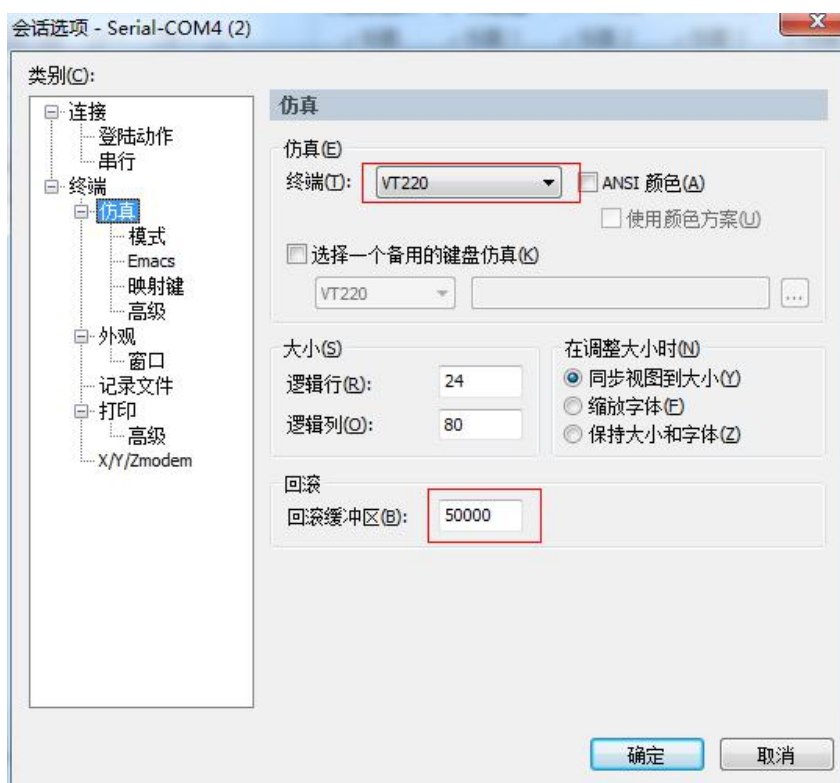 会话选项 - Serial-COM4 (2)
类别(C):
连接
登陆动作
串行
终端
仿真
模式
Emacs
映射键
高级
外观
窗口
记录文件
打印
高级
X/Y/Zmodem
仿真
仿真(E)
终端(T): VT220 ANSI 颜色(A)
使用颜色方案(U)
选择一个备用的键盘仿真(K)
VT220 ...
大小(S)
逻辑行(R): 24
逻辑列(O): 80
在调整大小时(N)
同步视图到大小(Y)
缩放字体(F)
保持大小和字体(Z)
回滚
回滚缓冲区(B): 50000
确定 取消